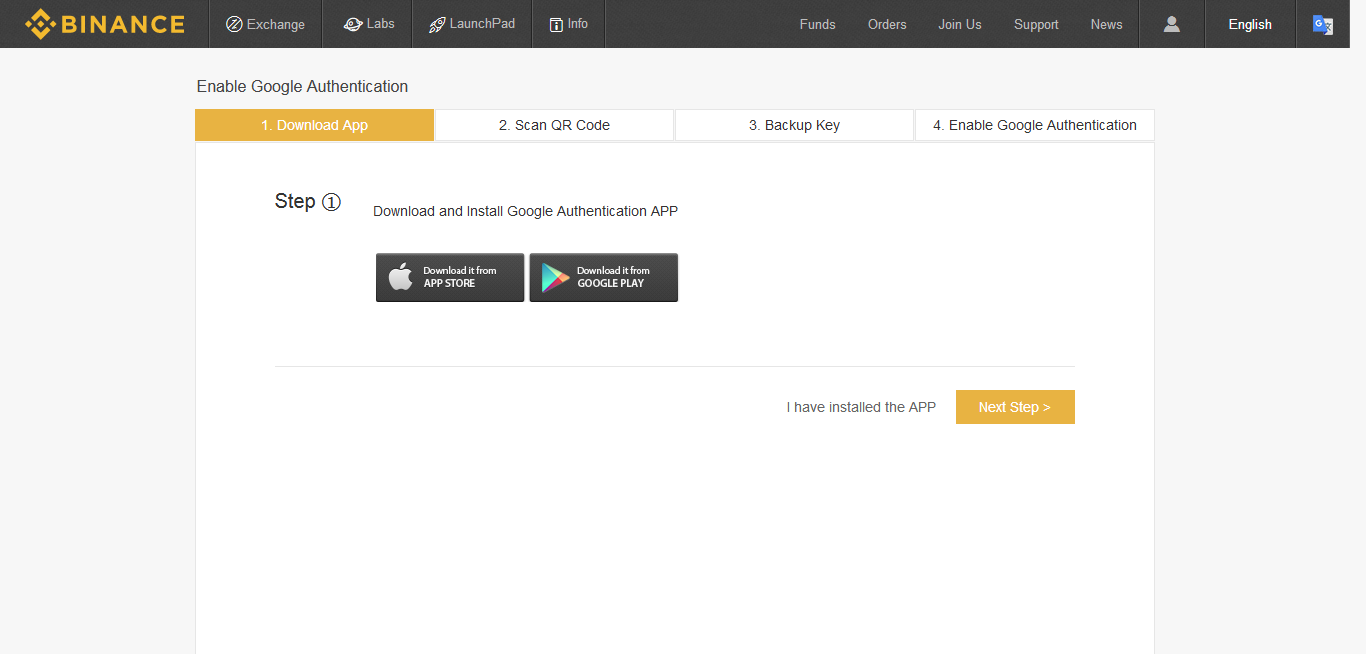 BINANCE Exchange Labs LaunchPad Info Funds Orders Join Us Support News English
Enable Google Authentication
1. Download App 2. Scan QR Code 3. Backup Key 4. Enable Google Authentication
Step ①
Download and Install Google Authentication APP
Download it from
APP STORE
Download it from
GOOGLE PLAY
I have installed the APP Next Step >